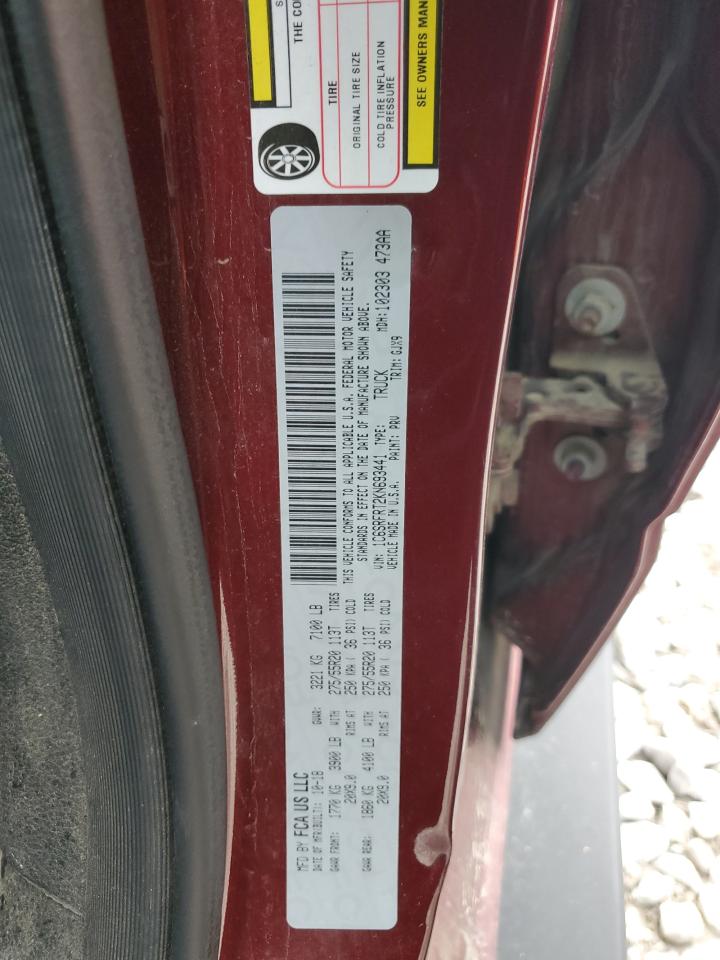 S
THE CO
TIRE
ORIGINAL TIRE SIZE
COLD TIRE INFLATION
PRESSURE
SEE OWNERS MAN
MFD BY FCA US LLC
DATE OF MFR(BUILT): 10-18 GVWR: 3221 KG 7100 LB
GAWR FRONT: 1770 KG 3900 LB WITH 275/55R20 113T TIRES
20X9.0 RIMS AT 250 KPA ( 36 PSI) COLD
GAWR REAR: 1860 KG 4100 LB WITH 275/55R20 113T TIRES
20X9.0 RIMS AT 250 KPA ( 36 PSI) COLD
THIS VEHICLE CONFORMS TO ALL APPLICABLE U.S.A. FEDERAL MOTOR VEHICLE SAFETY
STANDARDS IN EFFECT ON THE DATE OF MANUFACTURE SHOWN ABOVE.
VIN: 1C6SRFRT2KN693441 TYPE: TRUCK MDH: 102303 473AA
VEHICLE MADE IN U.S.A. PAINT: PRV TRIM: GJX9